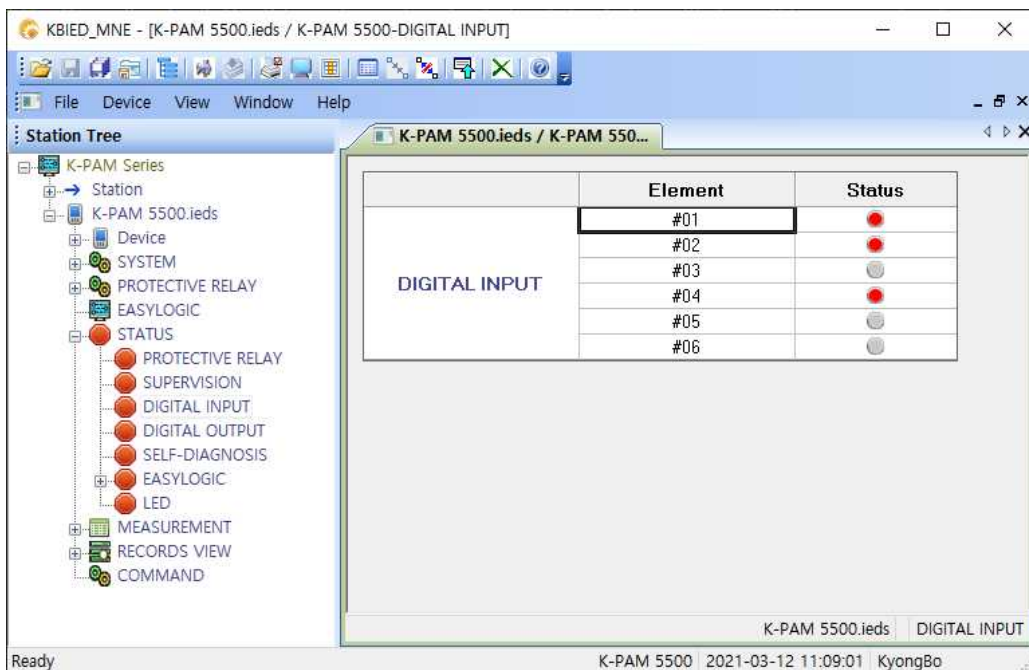 KBIED_MNE - [K-PAM 5500.ieds / K-PAM 5500-DIGITAL INPUT]
File Device View Window Help
Station Tree
K-PAM 5500.ieds / K-PAM 550...
K-PAM Series
Station
K-PAM 5500.ieds
Device
SYSTEM
PROTECTIVE RELAY
EASYLOGIC
STATUS
PROTECTIVE RELAY
SUPERVISION
DIGITAL INPUT
DIGITAL OUTPUT
SELF-DIAGNOSIS
EASYLOGIC
LED
MEASUREMENT
RECORDS VIEW
COMMAND
Element Status
DIGITAL INPUT
#01
#02
#03
#04
#05
#06
K-PAM 5500.ieds DIGITAL INPUT
Ready K-PAM 5500 2021-03-12 11:09:01 KyongBo